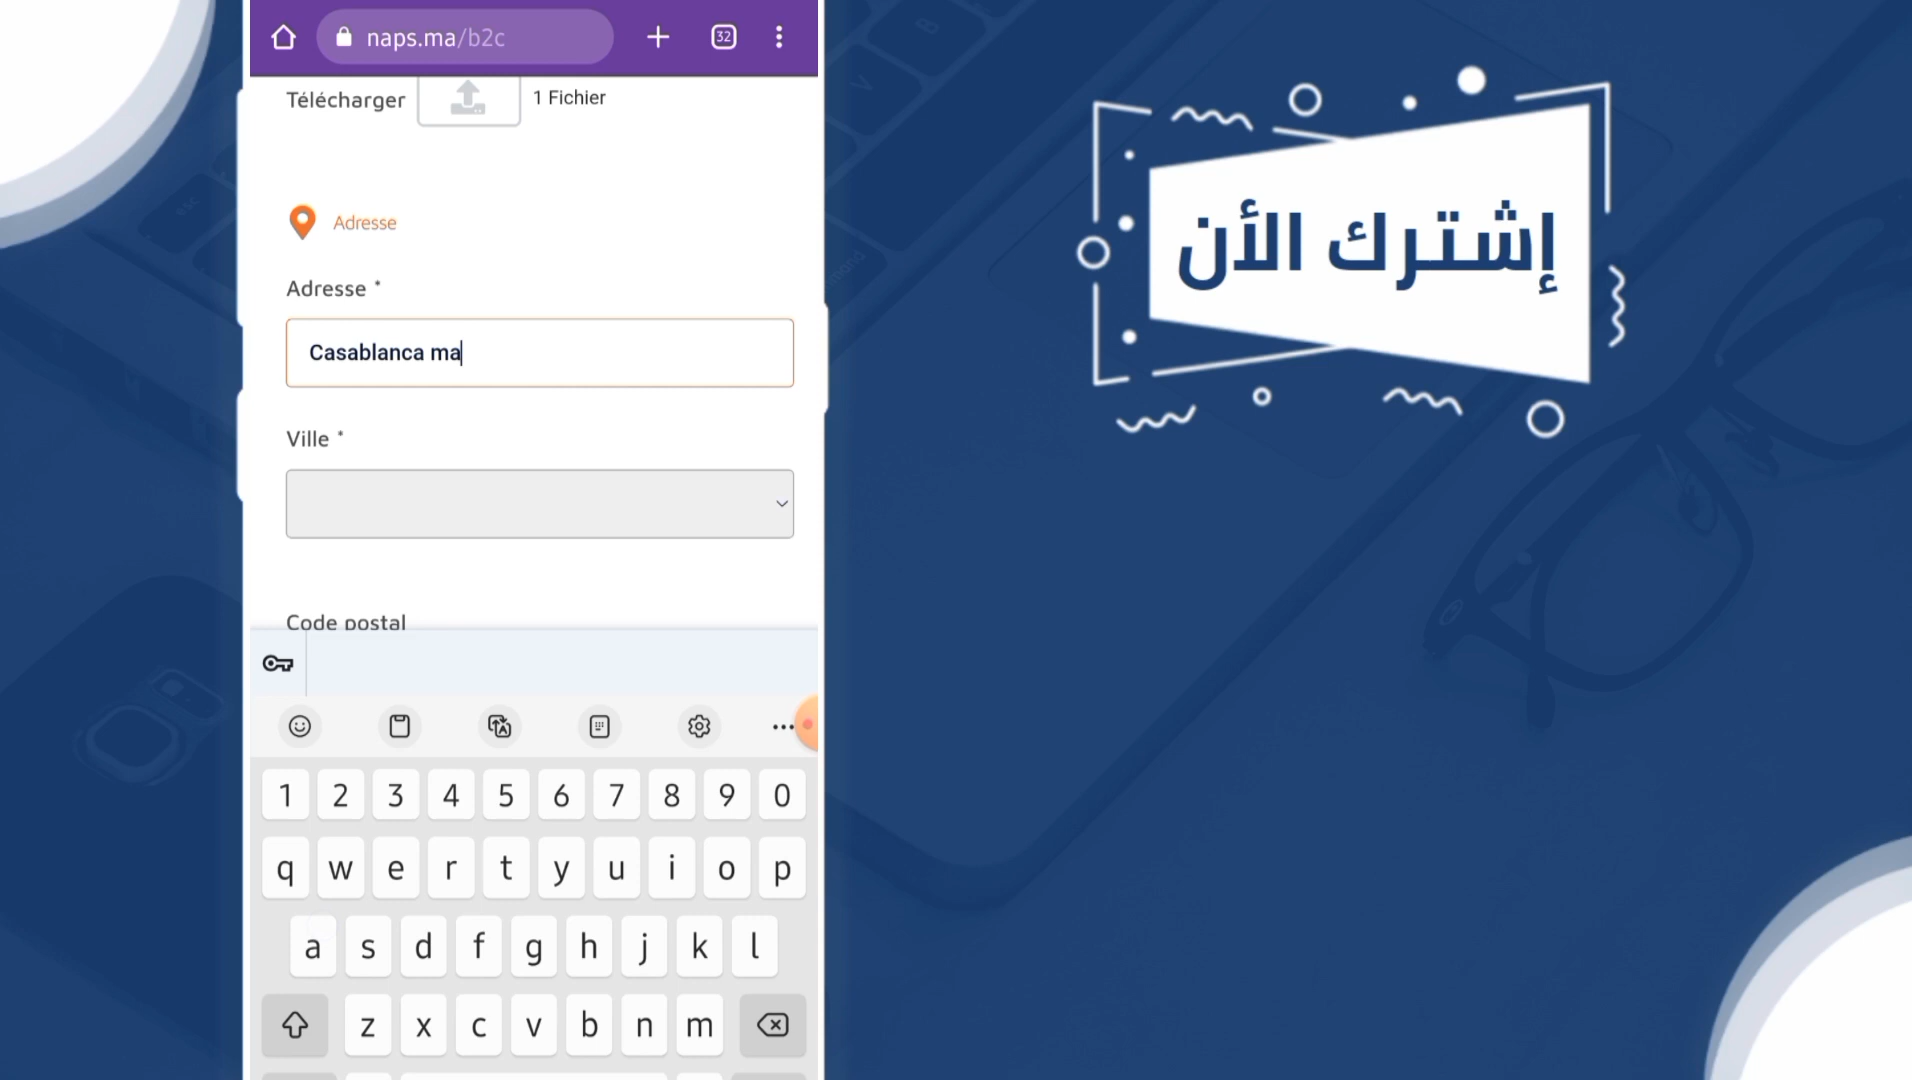 naps.ma/b2c
32
Télécharger
1 Fichier
Adresse
Adresse *
Casablanca ma
Ville *
Code postal
1 2 3 4 5 6 7 8 9 0
q w e r t y u i o p
a s d f g h j k l
z x c v b n m
إشترك الأن